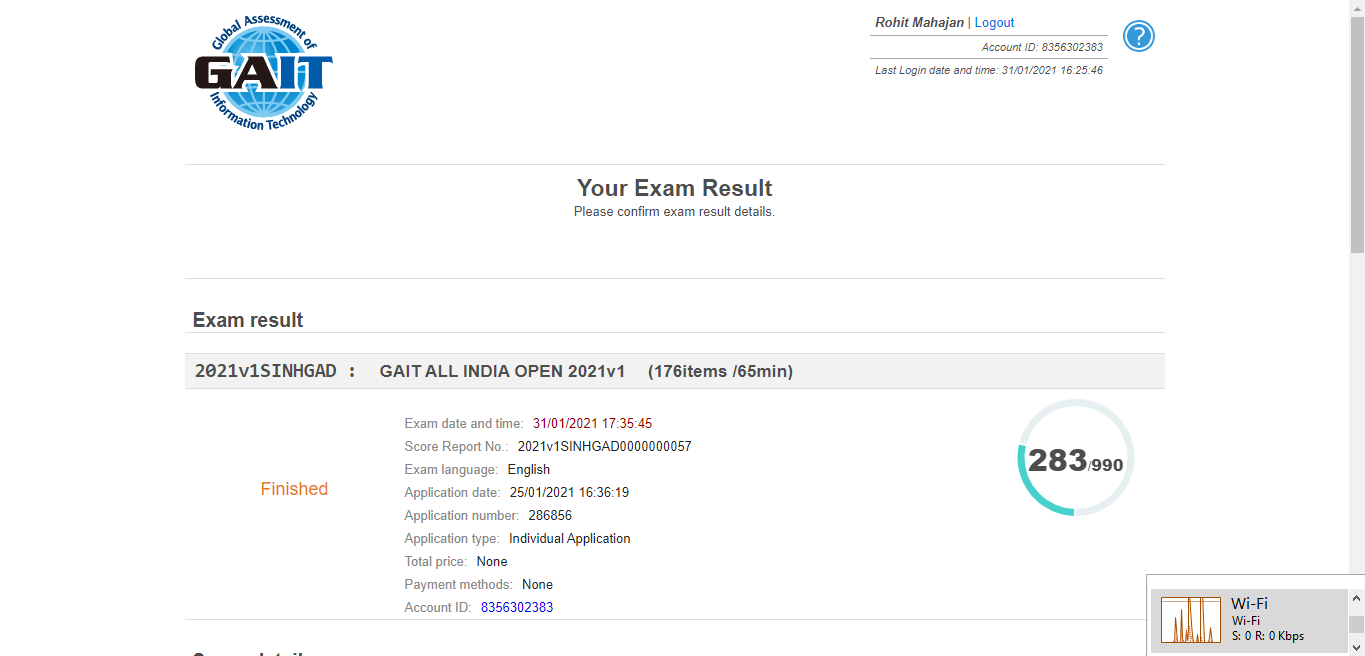 Global Assessment of
GAIT
Information Technology
Rohit Mahajan | Logout
Account ID: 8356302383
Last Login date and time: 31/01/2021 16:25:46
?
Your Exam Result
Please confirm exam result details.
Exam result
2021v1SINHGAD : GAIT ALL INDIA OPEN 2021v1 (176items /65min)
Finished
Exam date and time: 31/01/2021 17:35:45
Score Report No.: 2021v1SINHGAD0000000057
Exam language: English
Application date: 25/01/2021 16:36:19
Application number: 286856
Application type: Individual Application
Total price: None
Payment methods: None
Account ID: 8356302383
283/990
Wi-Fi
Wi-Fi
S: 0 R: 0 Kbps